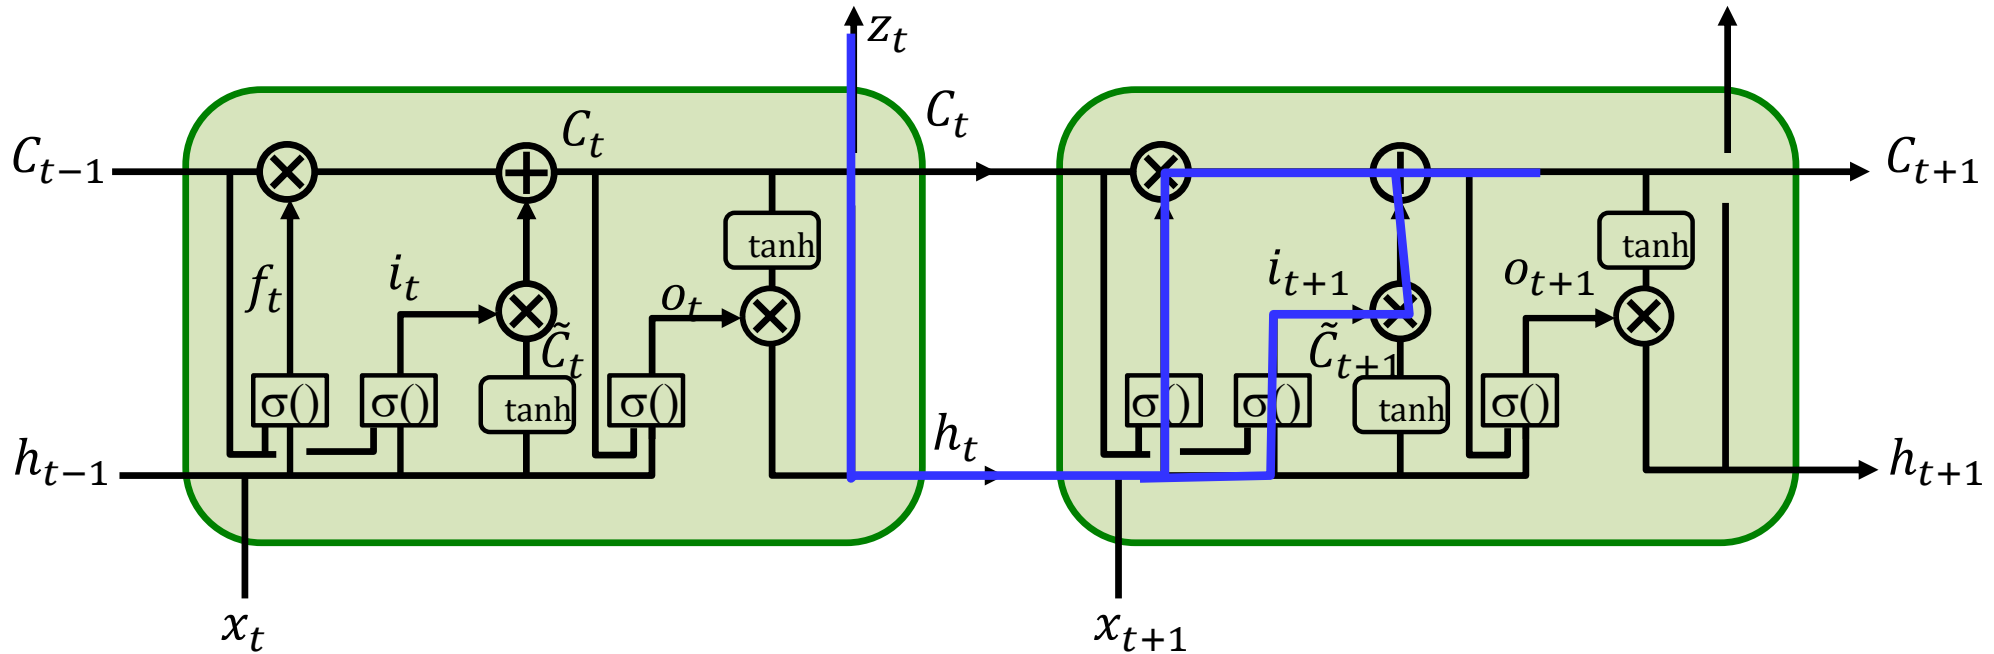 z_t
C_t
C_t
C_{t-1}
C_{t+1}
tanh
tanh
f_t
i_t
o_t
i_{t+1}
o_{t+1}
C̃_t
C̃_{t+1}
σ() σ() tanh σ()
σ() σ() tanh σ()
h_{t-1}
h_t
h_{t+1}
x_t
x_{t+1}